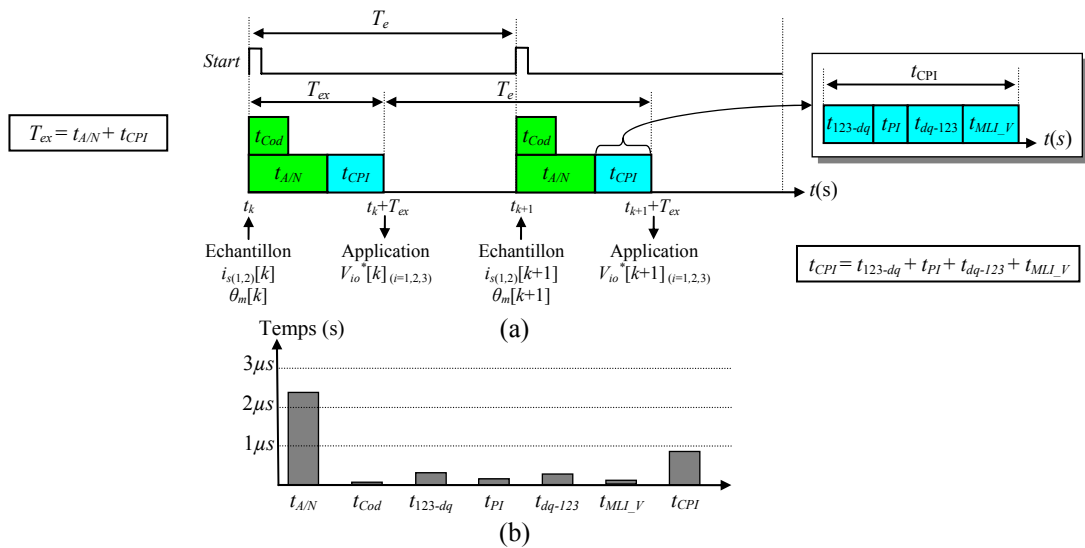 T_e
Start
T_ex T_e
t_CPI
t_123-dq t_PI t_dq-123 t_MLI_V
t(s)
T_ex = t_A/N + t_CPI
t_Cod t_Cod
t_A/N t_CPI t_A/N t_CPI
t(s)
t_k t_k+T_ex t_k+1 t_k+1+T_ex
Echantillon Application Echantillon Application
i_s(1,2)[k] V_io*[k] (i=1,2,3) i_s(1,2)[k+1] V_io*[k+1] (i=1,2,3)
θ_m[k] θ_m[k+1]
t_CPI = t_123-dq + t_PI + t_dq-123 + t_MLI_V
(a)
Temps (s)
3μs
2μs
1μs
t_A/N t_Cod t_123-dq t_PI t_dq-123 t_MLI_V t_CPI
(b)